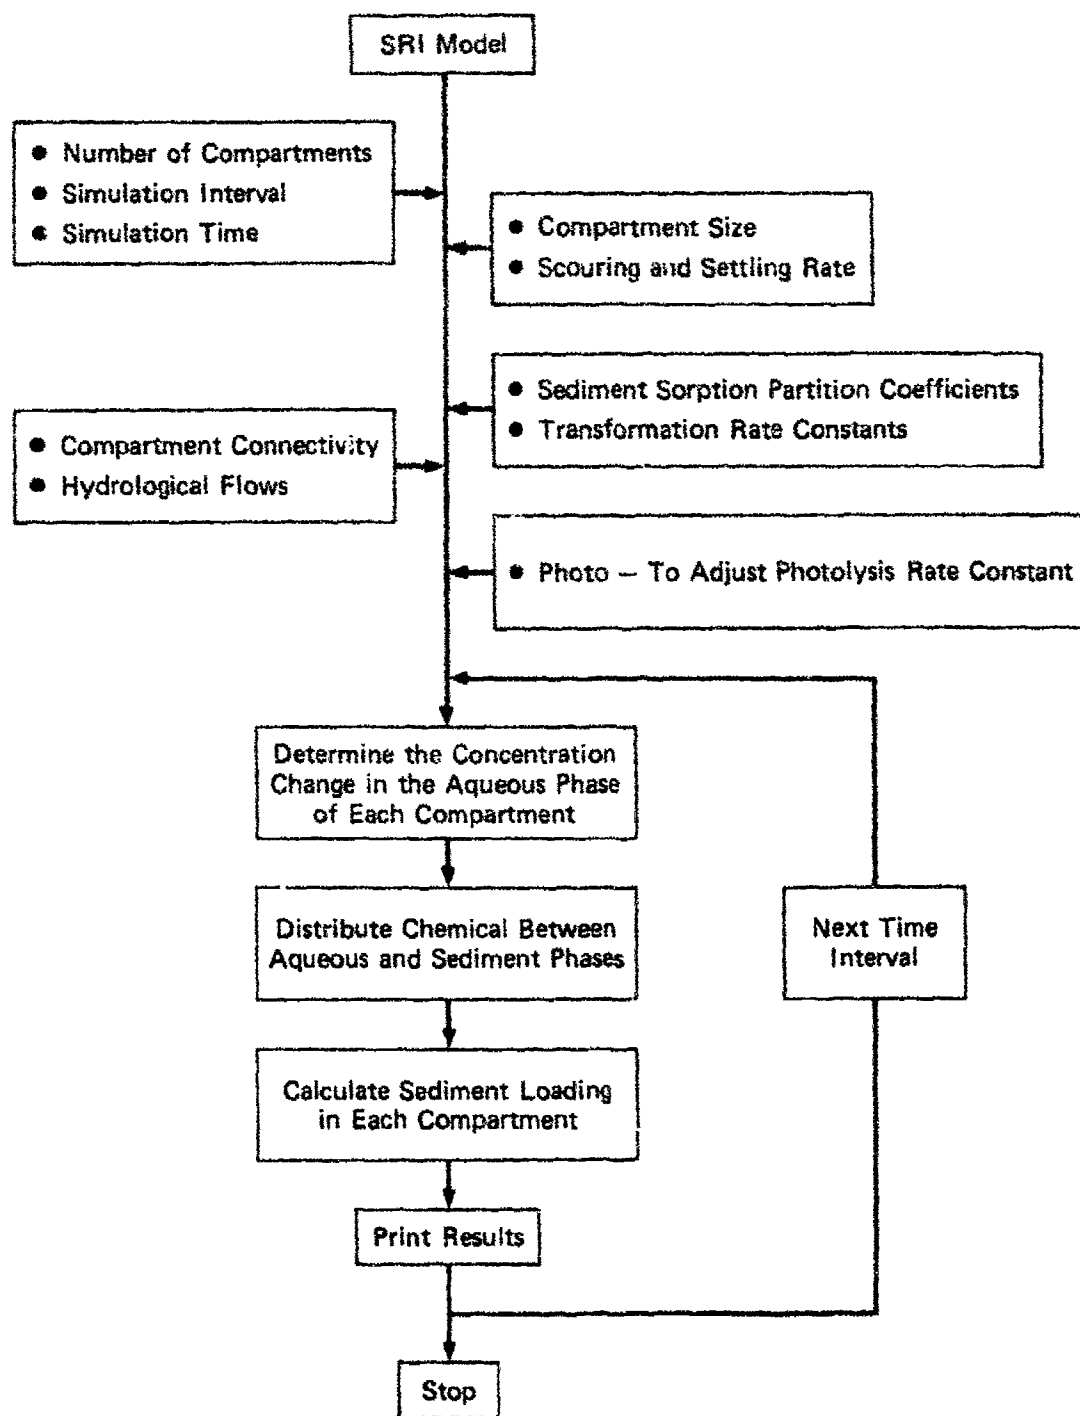 SRI Model
● Number of Compartments
● Simulation Interval
● Simulation Time
● Compartment Size
● Scouring and Settling Rate
● Sediment Sorption Partition Coefficients
● Transformation Rate Constants
● Compartment Connectivity
● Hydrological Flows
● Photo — To Adjust Photolysis Rate Constant
Determine the Concentration
Change in the Aqueous Phase
of Each Compartment
Distribute Chemical Between
Aqueous and Sediment Phases
Next Time
Interval
Calculate Sediment Loading
in Each Compartment
Print Results
Stop